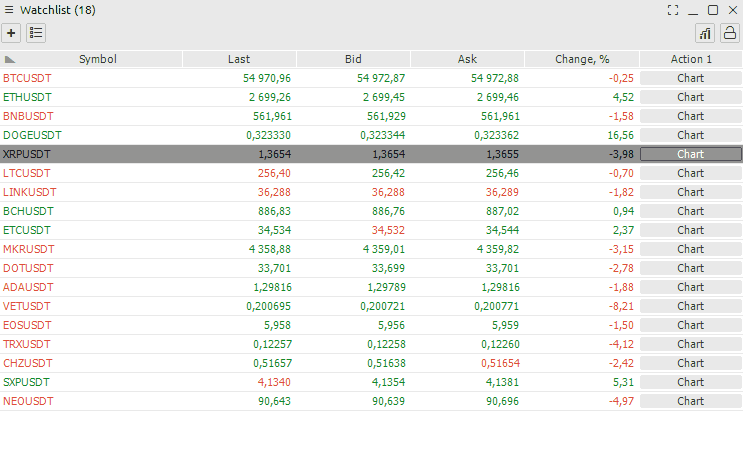 Watchlist (18)
Symbol Last Bid Ask Change, % Action 1
BTCUSDT 54 970,96 54 972,87 54 972,88 -0,25 Chart
ETHUSDT 2 699,26 2 699,45 2 699,46 4,52 Chart
BNBUSDT 561,961 561,929 561,961 -1,58 Chart
DOGEUSDT 0,323330 0,323344 0,323362 16,56 Chart
XRPUSDT 1,3654 1,3654 1,3655 -3,98 Chart
LTCUSDT 256,40 256,42 256,46 -0,70 Chart
LINKUSDT 36,288 36,288 36,289 -1,82 Chart
BCHUSDT 886,83 886,76 887,02 0,94 Chart
ETCUSDT 34,534 34,532 34,544 2,37 Chart
MKRUSDT 4 358,88 4 359,01 4 359,82 -3,15 Chart
DOTUSDT 33,701 33,699 33,701 -2,78 Chart
ADAUSDT 1,29816 1,29789 1,29816 -1,88 Chart
VETUSDT 0,200695 0,200721 0,200771 -8,21 Chart
EOSUSDT 5,958 5,956 5,959 -1,50 Chart
TRXUSDT 0,12257 0,12258 0,12260 -4,12 Chart
CHZUSDT 0,51657 0,51638 0,51654 -2,42 Chart
SXPUSDT 4,1340 4,1354 4,1381 5,31 Chart
NEOUSDT 90,643 90,639 90,696 -4,97 Chart